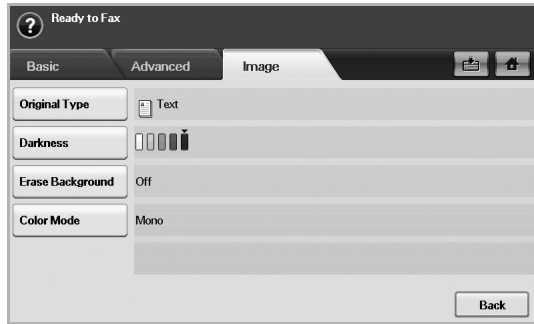 Ready to Fax
Basic Advanced Image
Original Type Text
Darkness
Erase Background Off
Color Mode Mono
Back